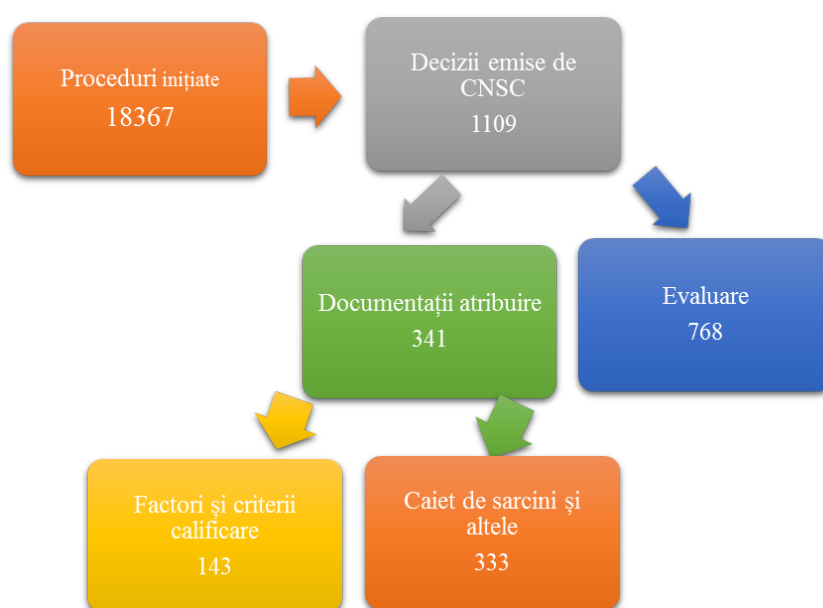 Proceduri inițiate
18367
Decizii emise de
CNSC
1109
Documentații atribuire
341
Evaluare
768
Factori și criterii
calificare
143
Caiet de sarcini și
altele
333